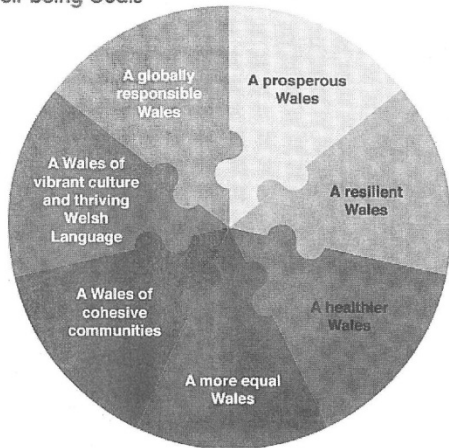 Goals
A prosperous
Wales
A resilient
Wales
A healthier
Wales
A more equal
Wales
A Wales of
cohesive
communities
A Wales of
vibrant culture
and thriving
Welsh
Language
A globally
responsible
Wales